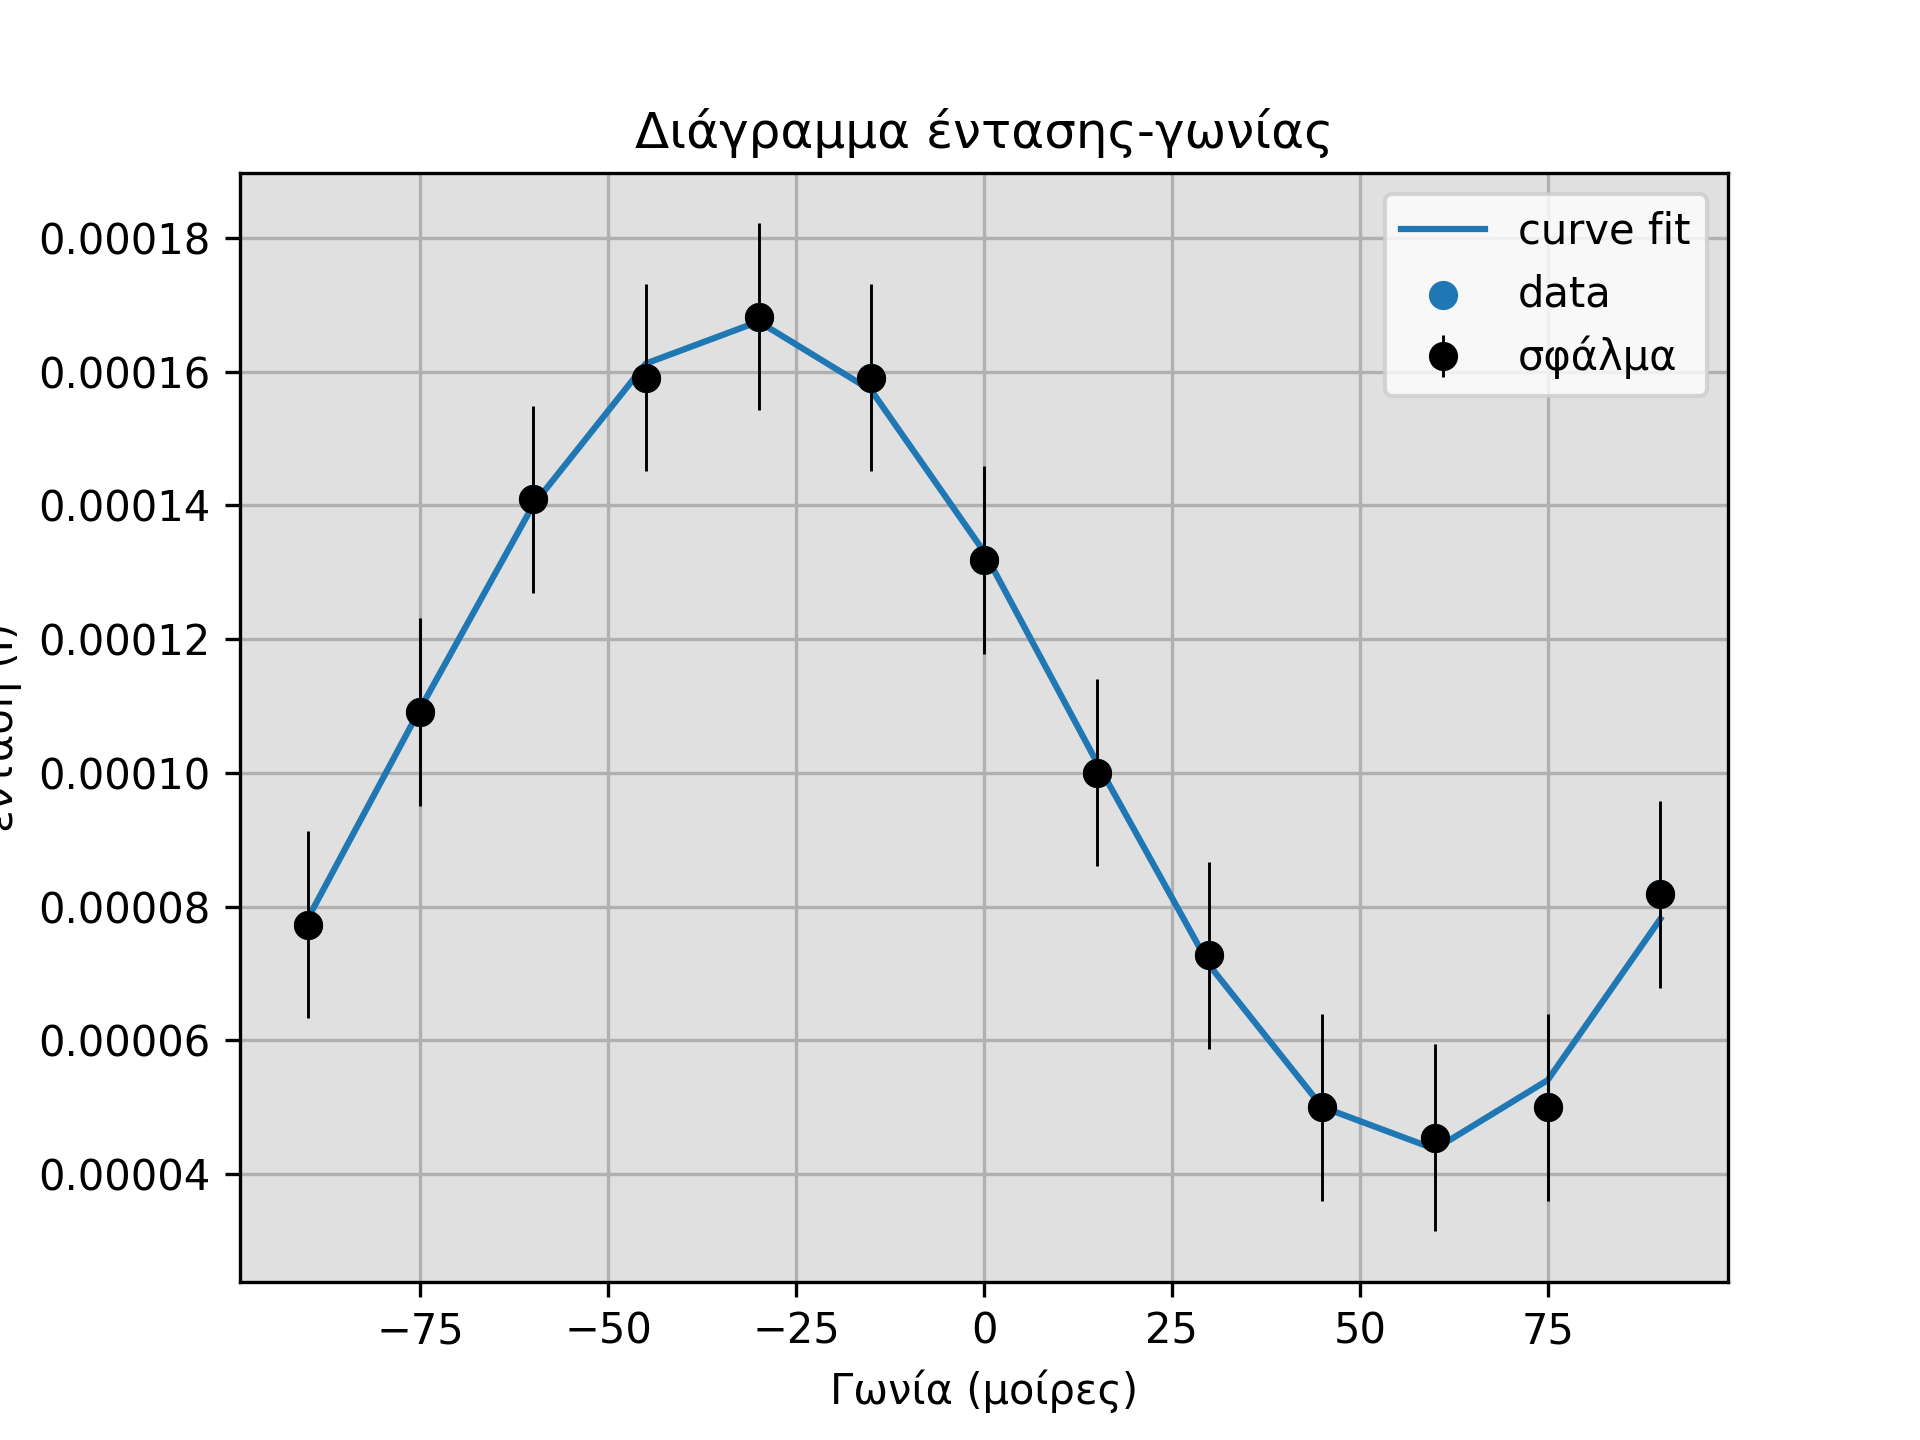 Διάγραμμα έντασης-γωνίας
curve fit
data
σφάλμα
0.00018
0.00016
0.00014
0.00012
0.00010
0.00008
0.00006
0.00004
−75 −50 −25 0 25 50 75
Γωνία (μοίρες)